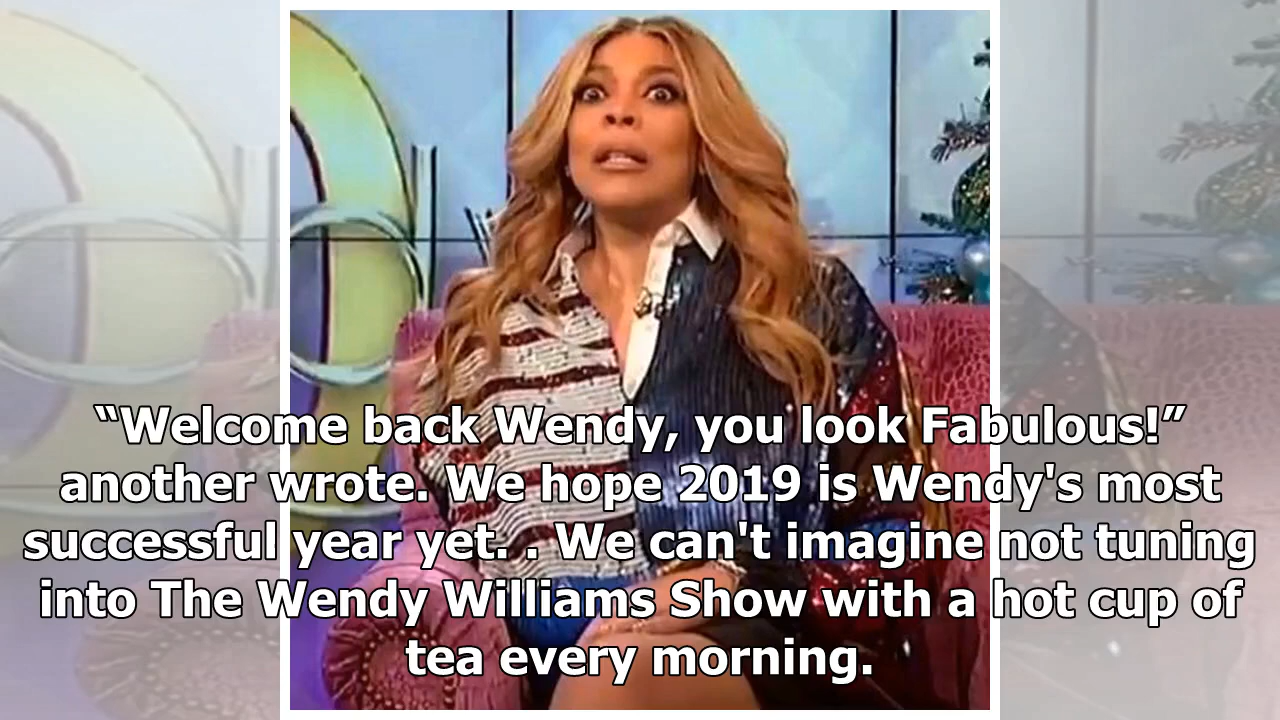 “Welcome back Wendy, you look Fabulous!”
another wrote. We hope 2019 is Wendy's most
successful year yet. . We can't imagine not tuning
into The Wendy Williams Show with a hot cup of
tea every morning.